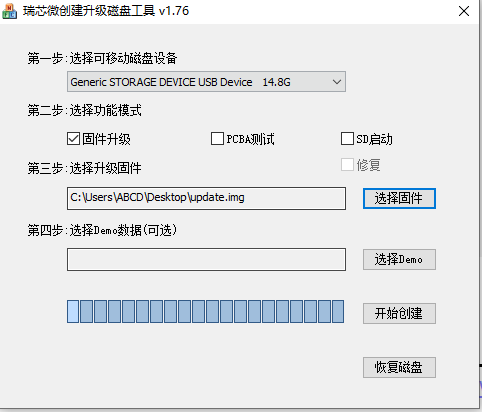 瑞芯微创建升级磁盘工具 v1.76
第一步:选择可移动磁盘设备
Generic STORAGE DEVICE USB Device 14.8G
第二步:选择功能模式
固件升级 PCBA测试 SD启动
第三步:选择升级固件 修复
C:\Users\ABCD\Desktop\update.img 选择固件
第四步:选择Demo数据(可选)
选择Demo
开始创建
恢复磁盘